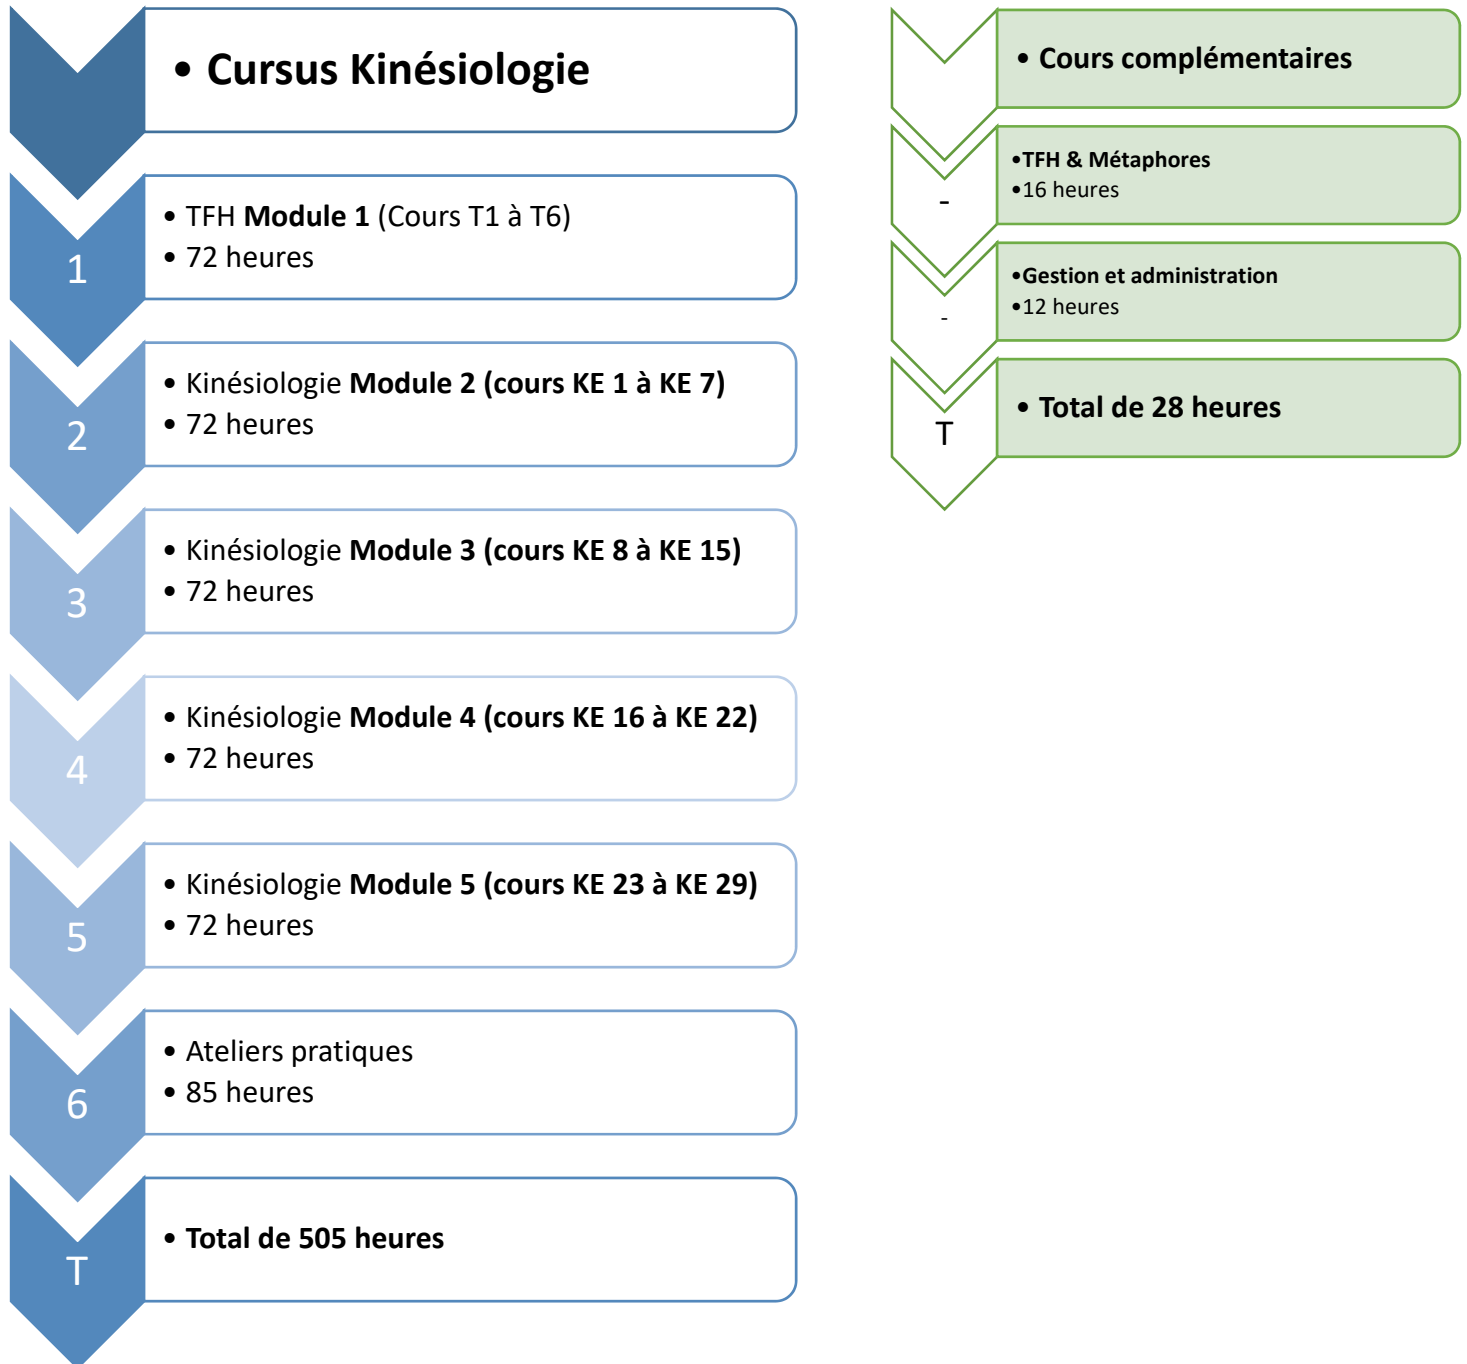 • Cursus Kinésiologie
1
• TFH Module 1 (Cours T1 à T6)
• 72 heures
2
• Kinésiologie Module 2 (cours KE 1 à KE 7)
• 72 heures
3
• Kinésiologie Module 3 (cours KE 8 à KE 15)
• 72 heures
4
• Kinésiologie Module 4 (cours KE 16 à KE 22)
• 72 heures
5
• Kinésiologie Module 5 (cours KE 23 à KE 29)
• 72 heures
6
• Ateliers pratiques
• 85 heures
T
• Total de 505 heures
• Cours complémentaires
-
•TFH & Métaphores
•16 heures
-
•Gestion et administration
•12 heures
T
• Total de 28 heures